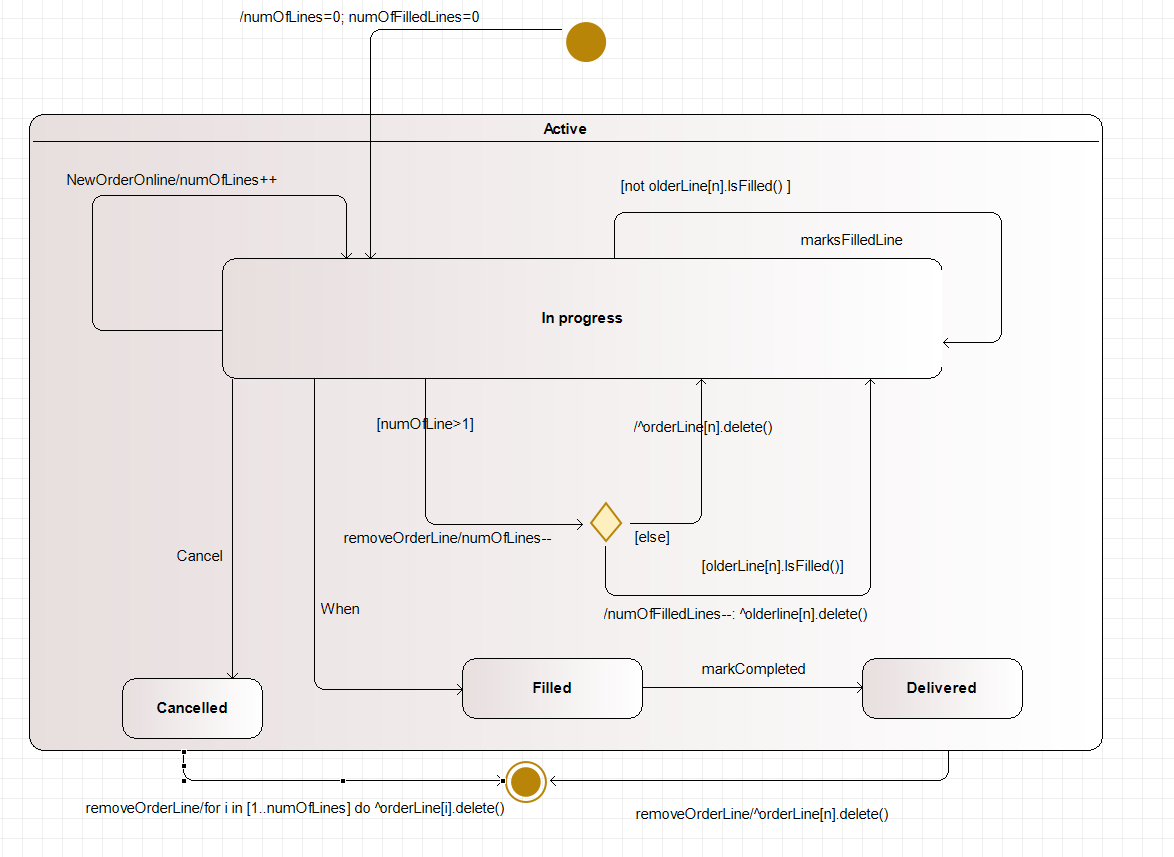 /numOfLines=0; numOfFilledLines=0
Active
NewOrderOnline/numOfLines++
[not olderLine[n].IsFilled() ]
marksFilledLine
In progress
[numOfLine>1]
/^orderLine[n].delete()
removeOrderLine/numOfLines--
[else]
Cancel
[olderLine[n].IsFilled()]
When
/numOfFilledLines--: ^olderline[n].delete()
markCompleted
Filled
Delivered
Cancelled
removeOrderLine/for i in [1..numOfLines] do ^orderLine[i].delete()
removeOrderLine/^orderLine[n].delete()